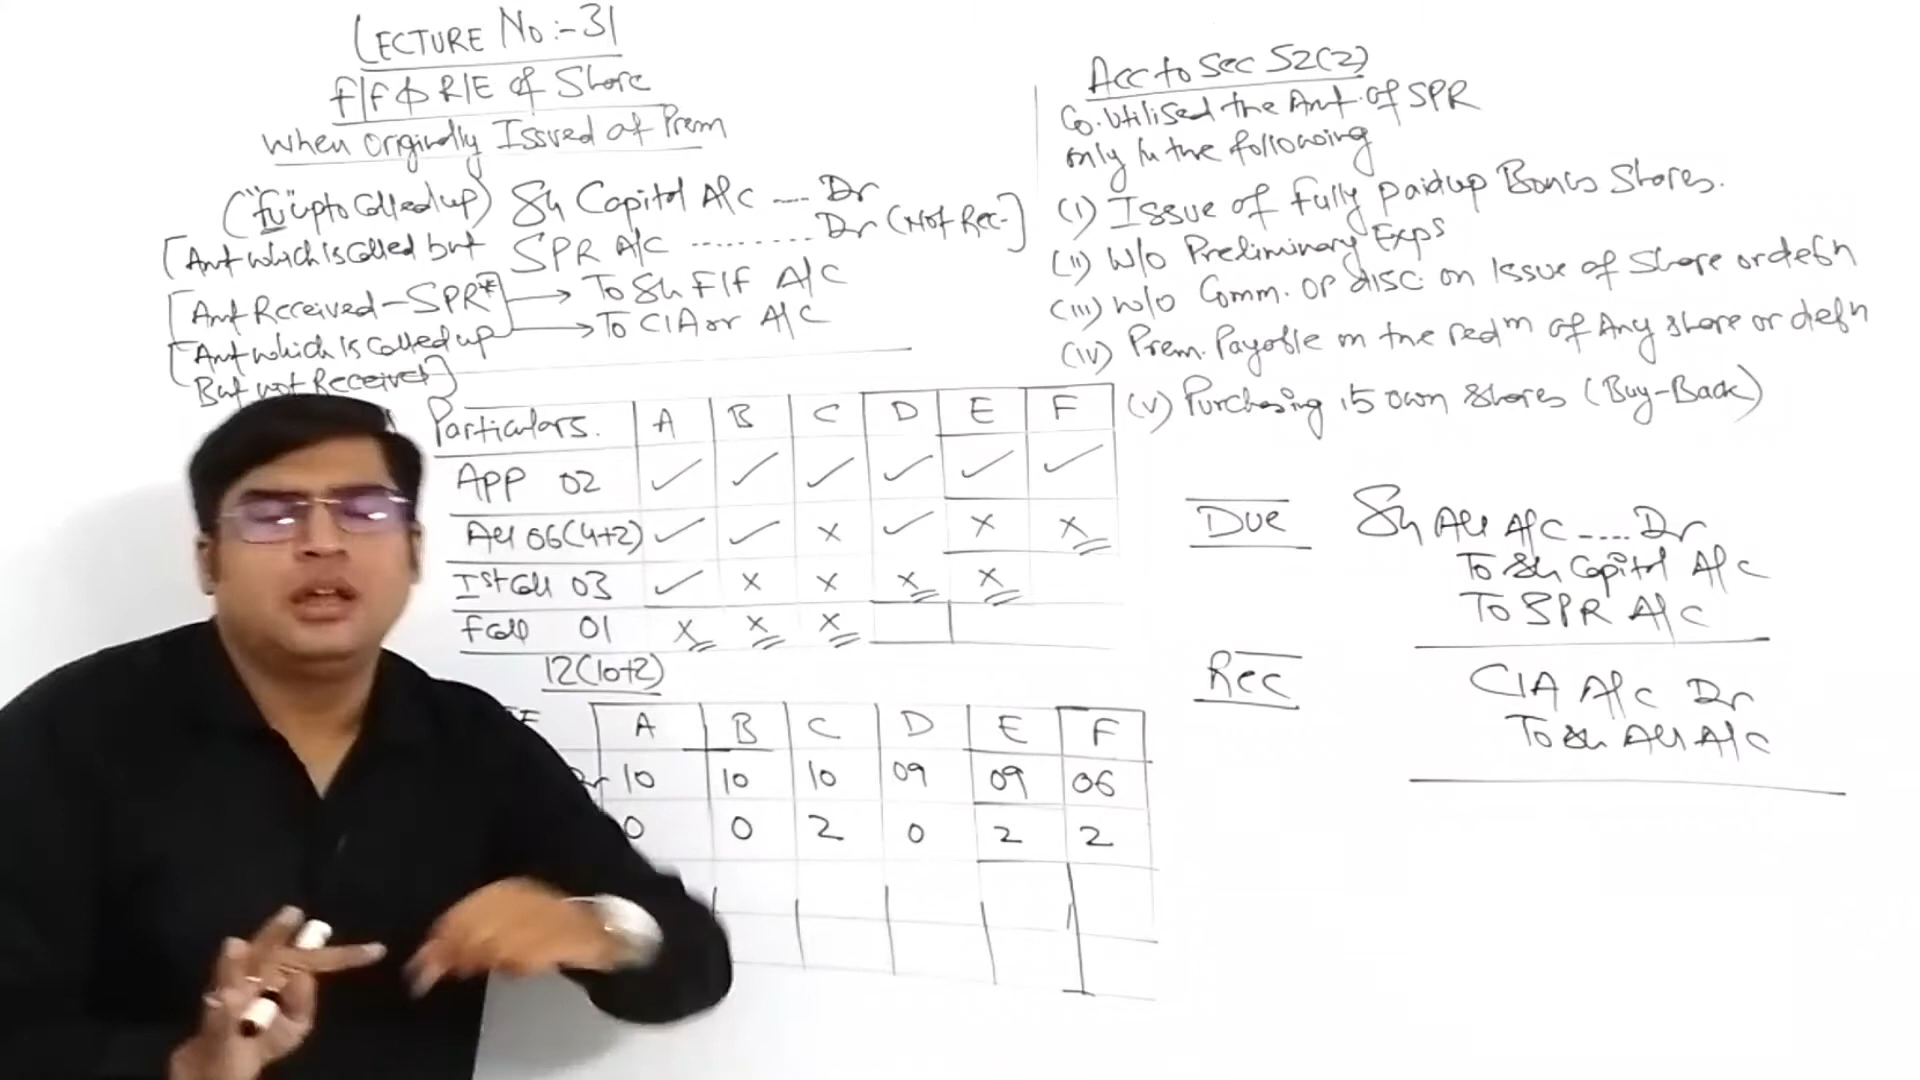 LECTURE No:-31
F/F & R/E of Share
When originally Issued at Prem
("FU" upto Called up) Sh Capital A/c .... Dr
[Amt which is called but SPR A/C ......... Dr (Not Rec-]
[Amt Received - SPR*] → To Sh F/F A/C
[Amt which is Called up → To CIAor A/C
But not Received]
Particulars. A B C D E F
APP 02 ✓ ✓ ✓ ✓ ✓ ✓
All 06(4+2) ✓ ✓ x ✓ x x
Ist Call 03 ✓ x x x x
F Call 01 x x x
12(10+2)
A B C D E F
10 10 10 09 09 06
0 0 2 0 2 2
Acc to Sec 52(2)
Co. Utilised the Amt. of SPR
only in the following
(i) Issue of fully paidup Bonus Shares.
(ii) W/o Preliminary Exps
(iii) w/o Comm. or disc. on Issue of Share or debn
(iv) Prem. Payable on the redm of Any share or debn
(v) Purchasing its own Shares (Buy-Back)
Due Sh All A/C .... Dr
To Sh Capital A/c
To SPR A/c
Rec CIA A/c Dr
To Sh All A/c